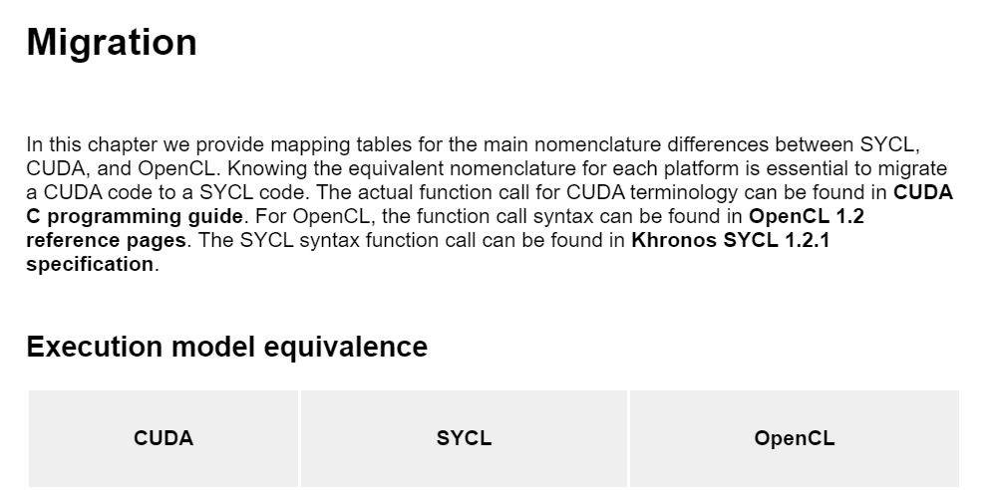 Migration
In this chapter we provide mapping tables for the main nomenclature differences between SYCL,
CUDA, and OpenCL. Knowing the equivalent nomenclature for each platform is essential to migrate
a CUDA code to a SYCL code. The actual function call for CUDA terminology can be found in CUDA
C programming guide. For OpenCL, the function call syntax can be found in OpenCL 1.2
reference pages. The SYCL syntax function call can be found in Khronos SYCL 1.2.1
specification.
Execution model equivalence
CUDA SYCL OpenCL